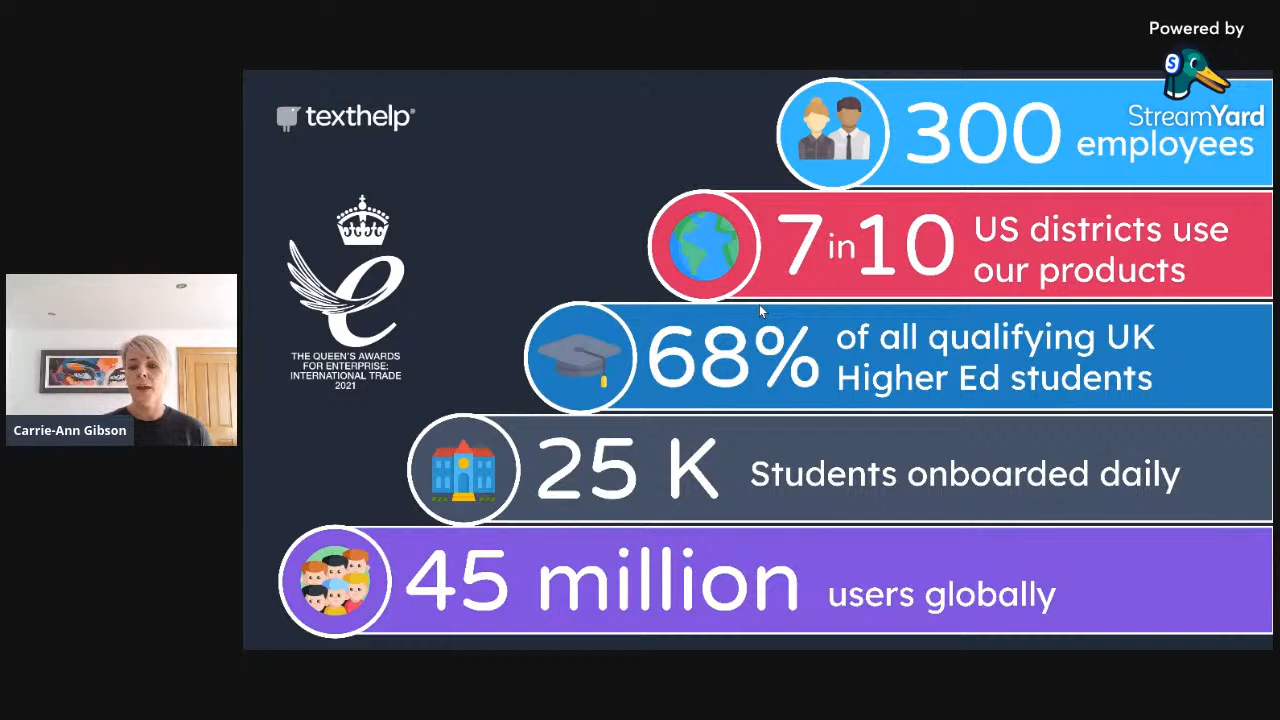 Powered by
StreamYard
texthelp®
300 employees
7 in 10 US districts use
our products
THE QUEEN'S AWARDS
FOR ENTERPRISE:
INTERNATIONAL TRADE
2021
68% of all qualifying UK
Higher Ed students
Carrie-Ann Gibson
25 K Students onboarded daily
45 million users globally